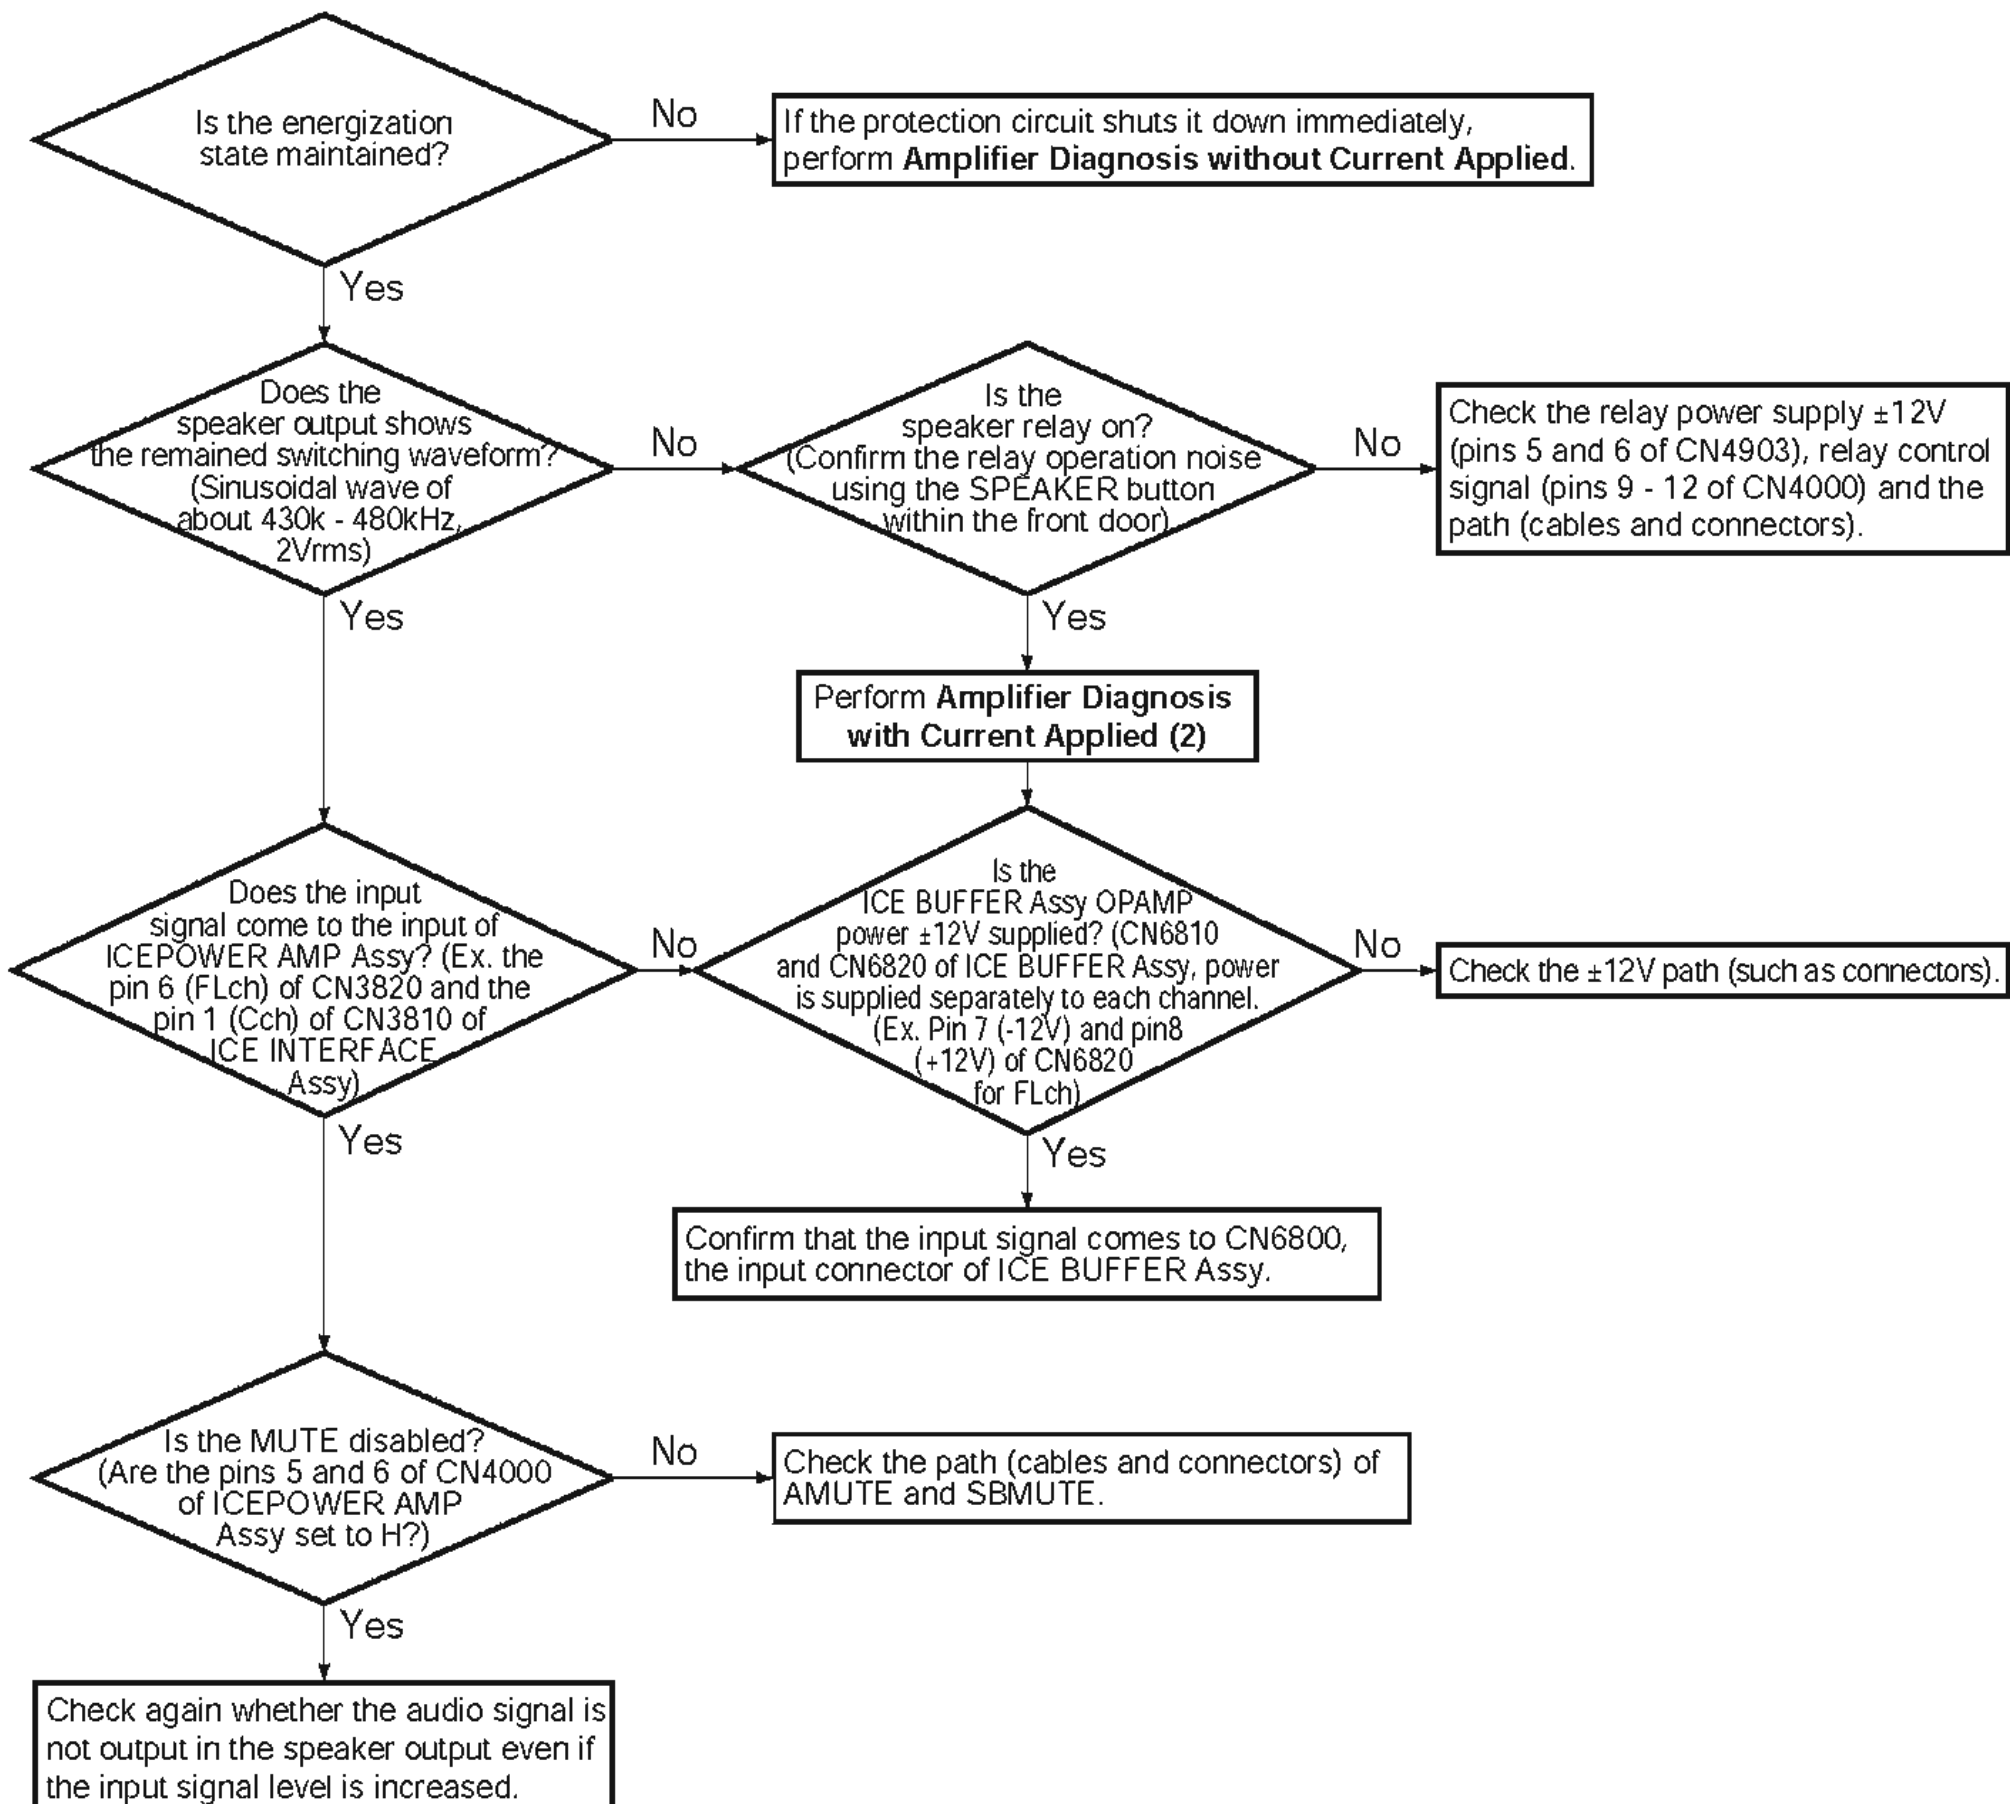 Is the energization
state maintained?
No
If the protection circuit shuts it down immediately,
perform Amplifier Diagnosis without Current Applied.
Yes
Does the
speaker output shows
the remained switching waveform?
(Sinusoidal wave of
about 430k - 480kHz,
2Vrms)
No
Is the
speaker relay on?
(Confirm the relay operation noise
using the SPEAKER button
within the front door)
No
Check the relay power supply ±12V
(pins 5 and 6 of CN4903), relay control
signal (pins 9 - 12 of CN4000) and the
path (cables and connectors).
Yes
Yes
Perform Amplifier Diagnosis
with Current Applied (2)
Does the input
signal come to the input of
ICEPOWER AMP Assy? (Ex. the
pin 6 (FLch) of CN3820 and the
pin 1 (Cch) of CN3810 of
ICE INTERFACE
Assy)
No
Is the
ICE BUFFER Assy OPAMP
power ±12V supplied? (CN6810
and CN6820 of ICE BUFFER Assy, power
is supplied separately to each channel.
(Ex. Pin 7 (-12V) and pin8
(+12V) of CN6820
for FLch)
No
Check the ±12V path (such as connectors).
Yes
Yes
Confirm that the input signal comes to CN6800,
the input connector of ICE BUFFER Assy.
Is the MUTE disabled?
(Are the pins 5 and 6 of CN4000
of ICEPOWER AMP
Assy set to H?)
No
Check the path (cables and connectors) of
AMUTE and SBMUTE.
Yes
Check again whether the audio signal is
not output in the speaker output even if
the input signal level is increased.